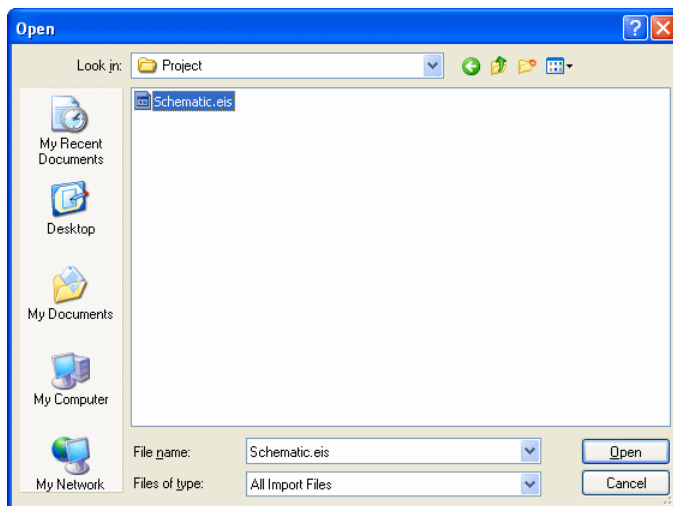 Open
Look in: Project
Schematic.eis
My Recent
Documents
Desktop
My Documents
My Computer
My Network
File name: Schematic.eis Open
Files of type: All Import Files Cancel